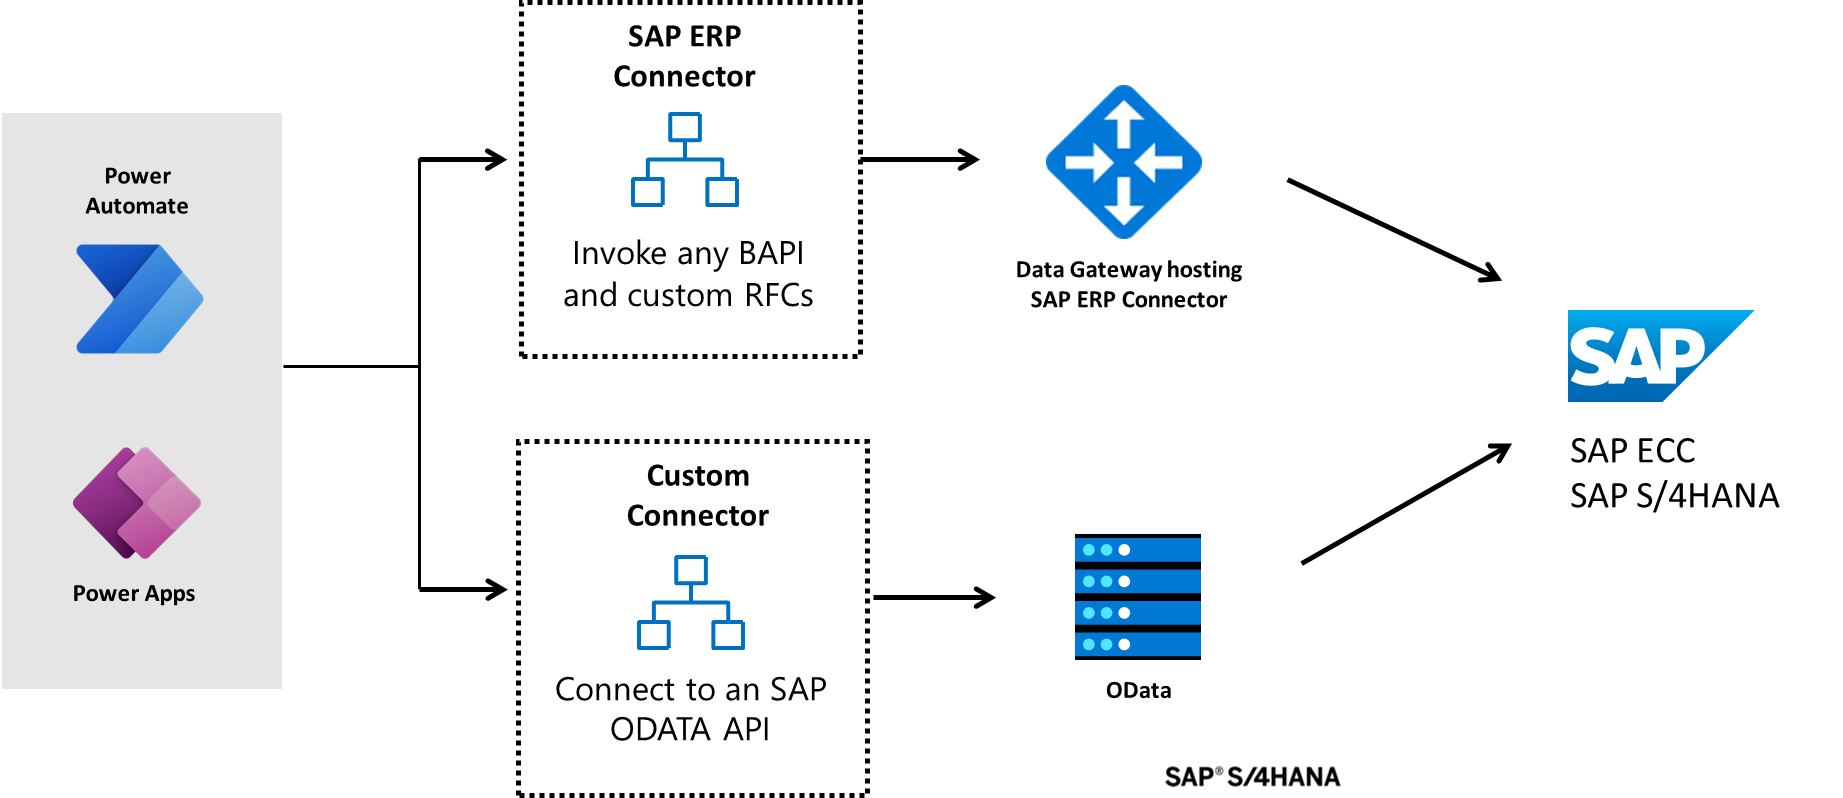 Power
Automate
Power Apps
SAP ERP
Connector
Invoke any BAPI
and custom RFCs
Custom
Connector
Connect to an SAP
ODATA API
Data Gateway hosting
SAP ERP Connector
OData
SAP® S/4HANA
SAP
SAP ECC
SAP S/4HANA